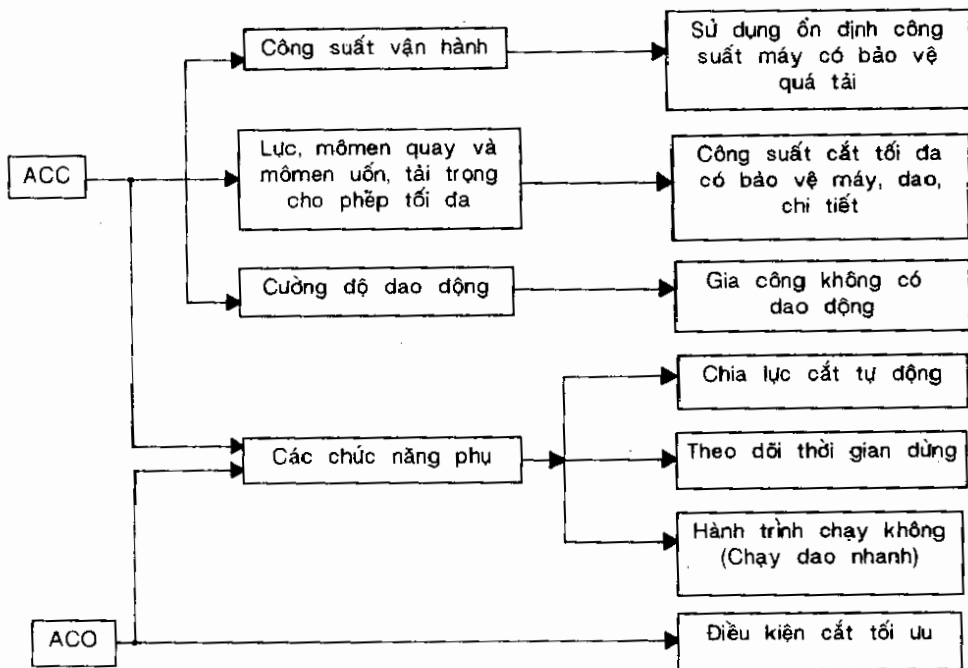 Công suất vận hành
Sử dụng ổn định công
suất máy có bảo vệ
quá tải
ACC
Lực, mômen quay và
mômen uốn, tải trọng
cho phép tối đa
Công suất cắt tối đa
có bảo vệ máy, dao,
chi tiết
Cường độ dao động
Gia công không có
dao động
Chia lực cắt tự động
Các chức năng phụ
Theo dõi thời gian dừng
Hành trình chạy không
(Chạy dao nhanh)
ACO
Điều kiện cắt tối ưu